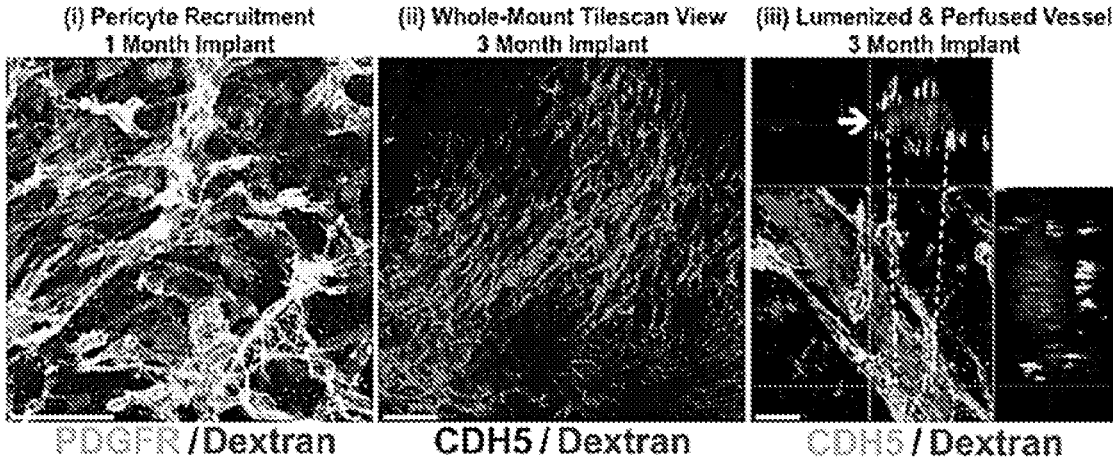 (i) Pericyte Recruitment
1 Month Implant
(ii) Whole-Mount Tilescan View
3 Month Implant
(iii) Lumenized & Perfused Vessel
3 Month Implant
PDGFR / Dextran
CDH5 / Dextran
CDH5 / Dextran